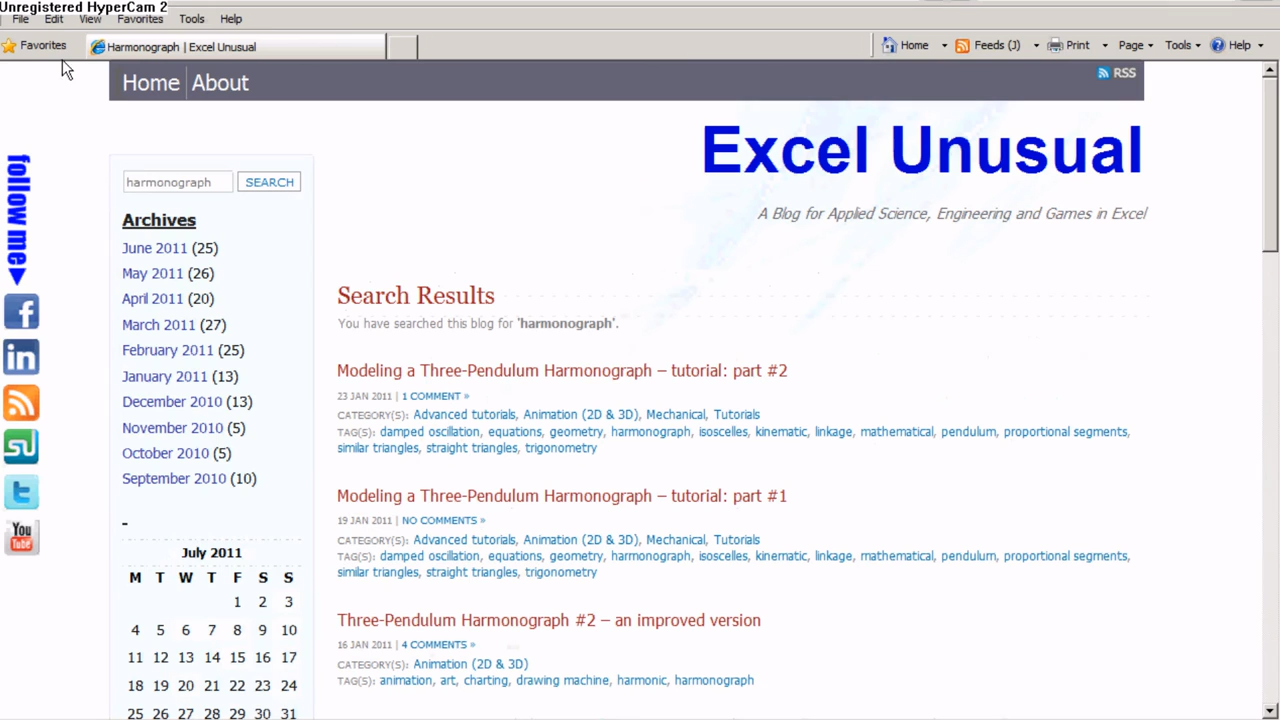 Unregistered HyperCam 2
File Edit View Favorites Tools Help
Favorites Harmonograph | Excel Unusual Home Feeds (J) Print Page Tools Help
Home About RSS
Excel Unusual
A Blog for Applied Science, Engineering and Games in Excel
follow me
You Tube
harmonograph SEARCH
Archives
June 2011 (25)
May 2011 (26)
April 2011 (20)
March 2011 (27)
February 2011 (25)
January 2011 (13)
December 2010 (13)
November 2010 (5)
October 2010 (5)
September 2010 (10)
-
July 2011
M T W T F S S
1 2 3
4 5 6 7 8 9 10
11 12 13 14 15 16 17
18 19 20 21 22 23 24
25 26 27 28 29 30 31
Search Results
You have searched this blog for 'harmonograph'.
Modeling a Three-Pendulum Harmonograph – tutorial: part #2
23 JAN 2011 | 1 COMMENT »
CATEGORY(S): Advanced tutorials, Animation (2D & 3D), Mechanical, Tutorials
TAG(S): damped oscillation, equations, geometry, harmonograph, isoscelles, kinematic, linkage, mathematical, pendulum, proportional segments,
similar triangles, straight triangles, trigonometry
Modeling a Three-Pendulum Harmonograph – tutorial: part #1
19 JAN 2011 | NO COMMENTS »
CATEGORY(S): Advanced tutorials, Animation (2D & 3D), Mechanical, Tutorials
TAG(S): damped oscillation, equations, geometry, harmonograph, isoscelles, kinematic, linkage, mathematical, pendulum, proportional segments,
similar triangles, straight triangles, trigonometry
Three-Pendulum Harmonograph #2 – an improved version
16 JAN 2011 | 4 COMMENTS »
CATEGORY(S): Animation (2D & 3D)
TAG(S): animation, art, charting, drawing machine, harmonic, harmonograph